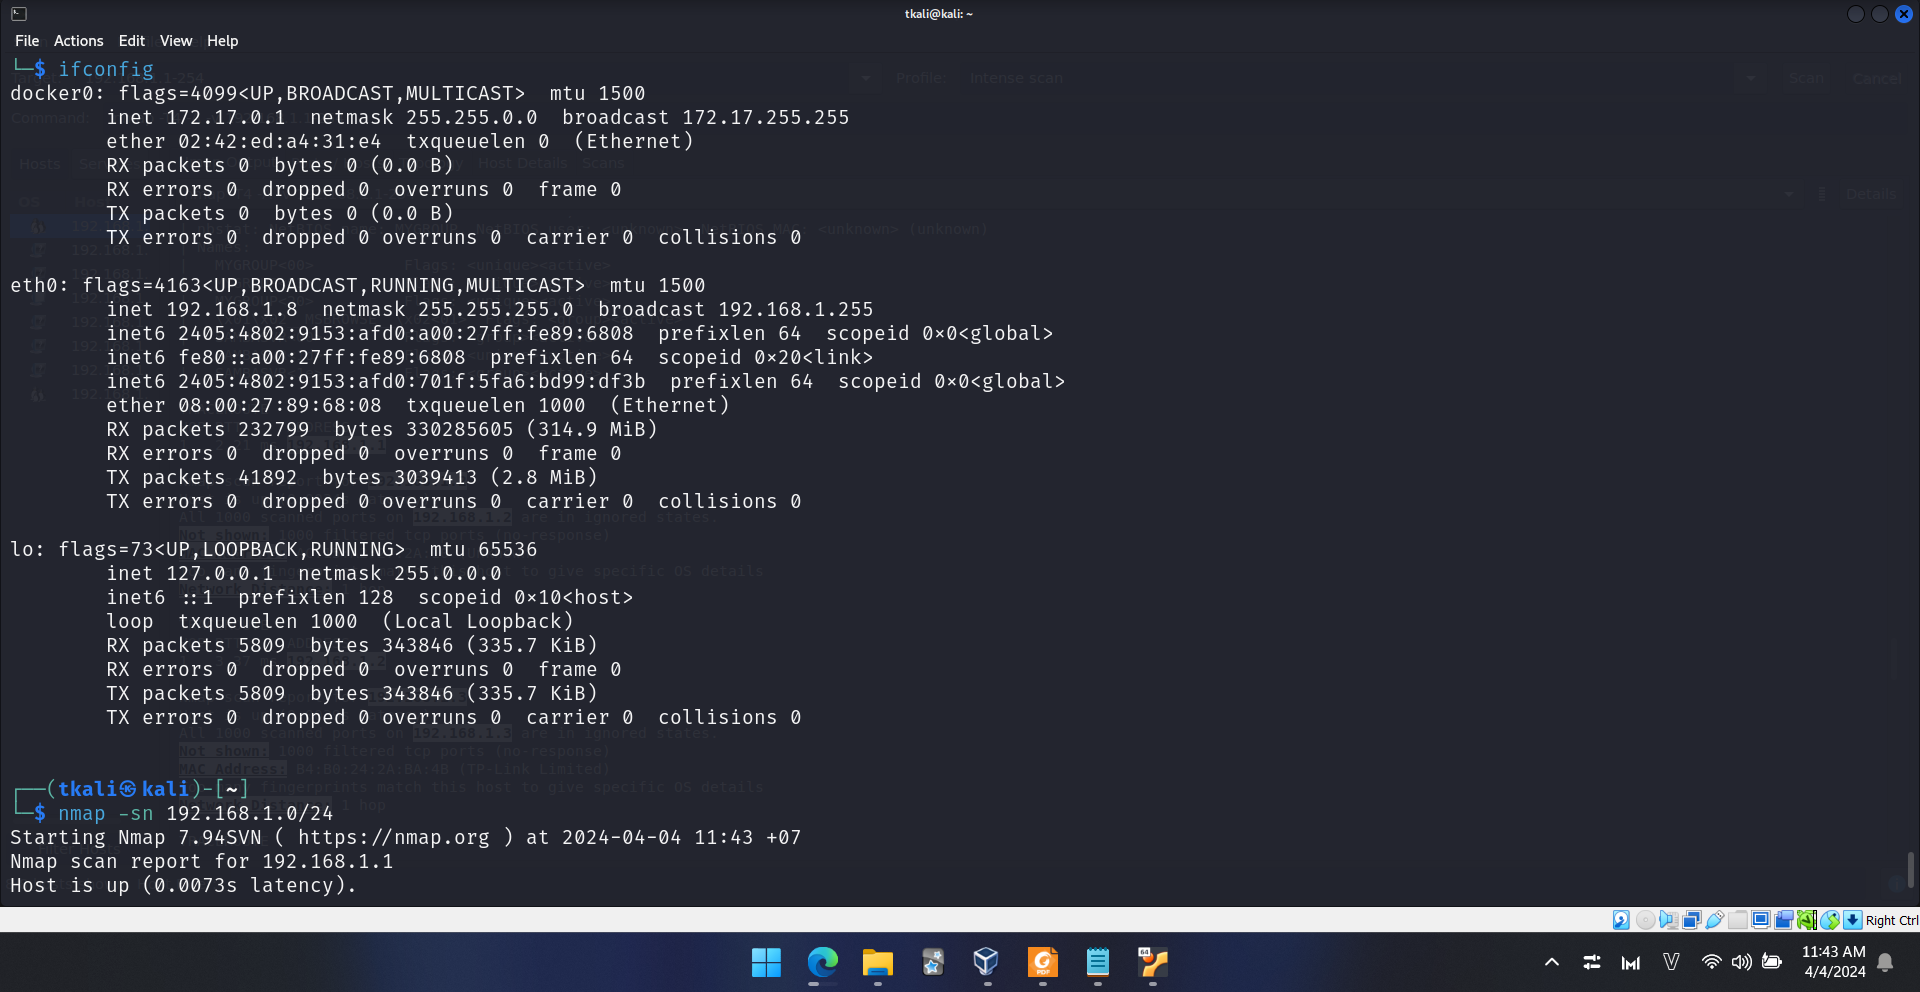 tkali@kali: ~
File Actions Edit View Help
└─$ ifconfig
docker0: flags=4099<UP,BROADCAST,MULTICAST>  mtu 1500
        inet 172.17.0.1  netmask 255.255.0.0  broadcast 172.17.255.255
        ether 02:42:ed:a4:31:e4  txqueuelen 0  (Ethernet)
        RX packets 0  bytes 0 (0.0 B)
        RX errors 0  dropped 0  overruns 0  frame 0
        TX packets 0  bytes 0 (0.0 B)
        TX errors 0  dropped 0 overruns 0  carrier 0  collisions 0
eth0: flags=4163<UP,BROADCAST,RUNNING,MULTICAST>  mtu 1500
        inet 192.168.1.8  netmask 255.255.255.0  broadcast 192.168.1.255
        inet6 2405:4802:9153:afd0:a00:27ff:fe89:6808  prefixlen 64  scopeid 0×0<global>
        inet6 fe80::a00:27ff:fe89:6808  prefixlen 64  scopeid 0×20<link>
        inet6 2405:4802:9153:afd0:701f:5fa6:bd99:df3b  prefixlen 64  scopeid 0×0<global>
        ether 08:00:27:89:68:08  txqueuelen 1000  (Ethernet)
        RX packets 232799  bytes 330285605 (314.9 MiB)
        RX errors 0  dropped 0  overruns 0  frame 0
        TX packets 41892  bytes 3039413 (2.8 MiB)
        TX errors 0  dropped 0 overruns 0  carrier 0  collisions 0
lo: flags=73<UP,LOOPBACK,RUNNING>  mtu 65536
        inet 127.0.0.1  netmask 255.0.0.0
        inet6 ::1  prefixlen 128  scopeid 0×10<host>
        loop  txqueuelen 1000  (Local Loopback)
        RX packets 5809  bytes 343846 (335.7 KiB)
        RX errors 0  dropped 0  overruns 0  frame 0
        TX packets 5809  bytes 343846 (335.7 KiB)
        TX errors 0  dropped 0 overruns 0  carrier 0  collisions 0
┌──(tkali㉿kali)-[~]
└─$ nmap -sn 192.168.1.0/24
Starting Nmap 7.94SVN ( https://nmap.org ) at 2024-04-04 11:43 +07
Nmap scan report for 192.168.1.1
Host is up (0.0073s latency).
Right Ctrl
11:43 AM
4/4/2024